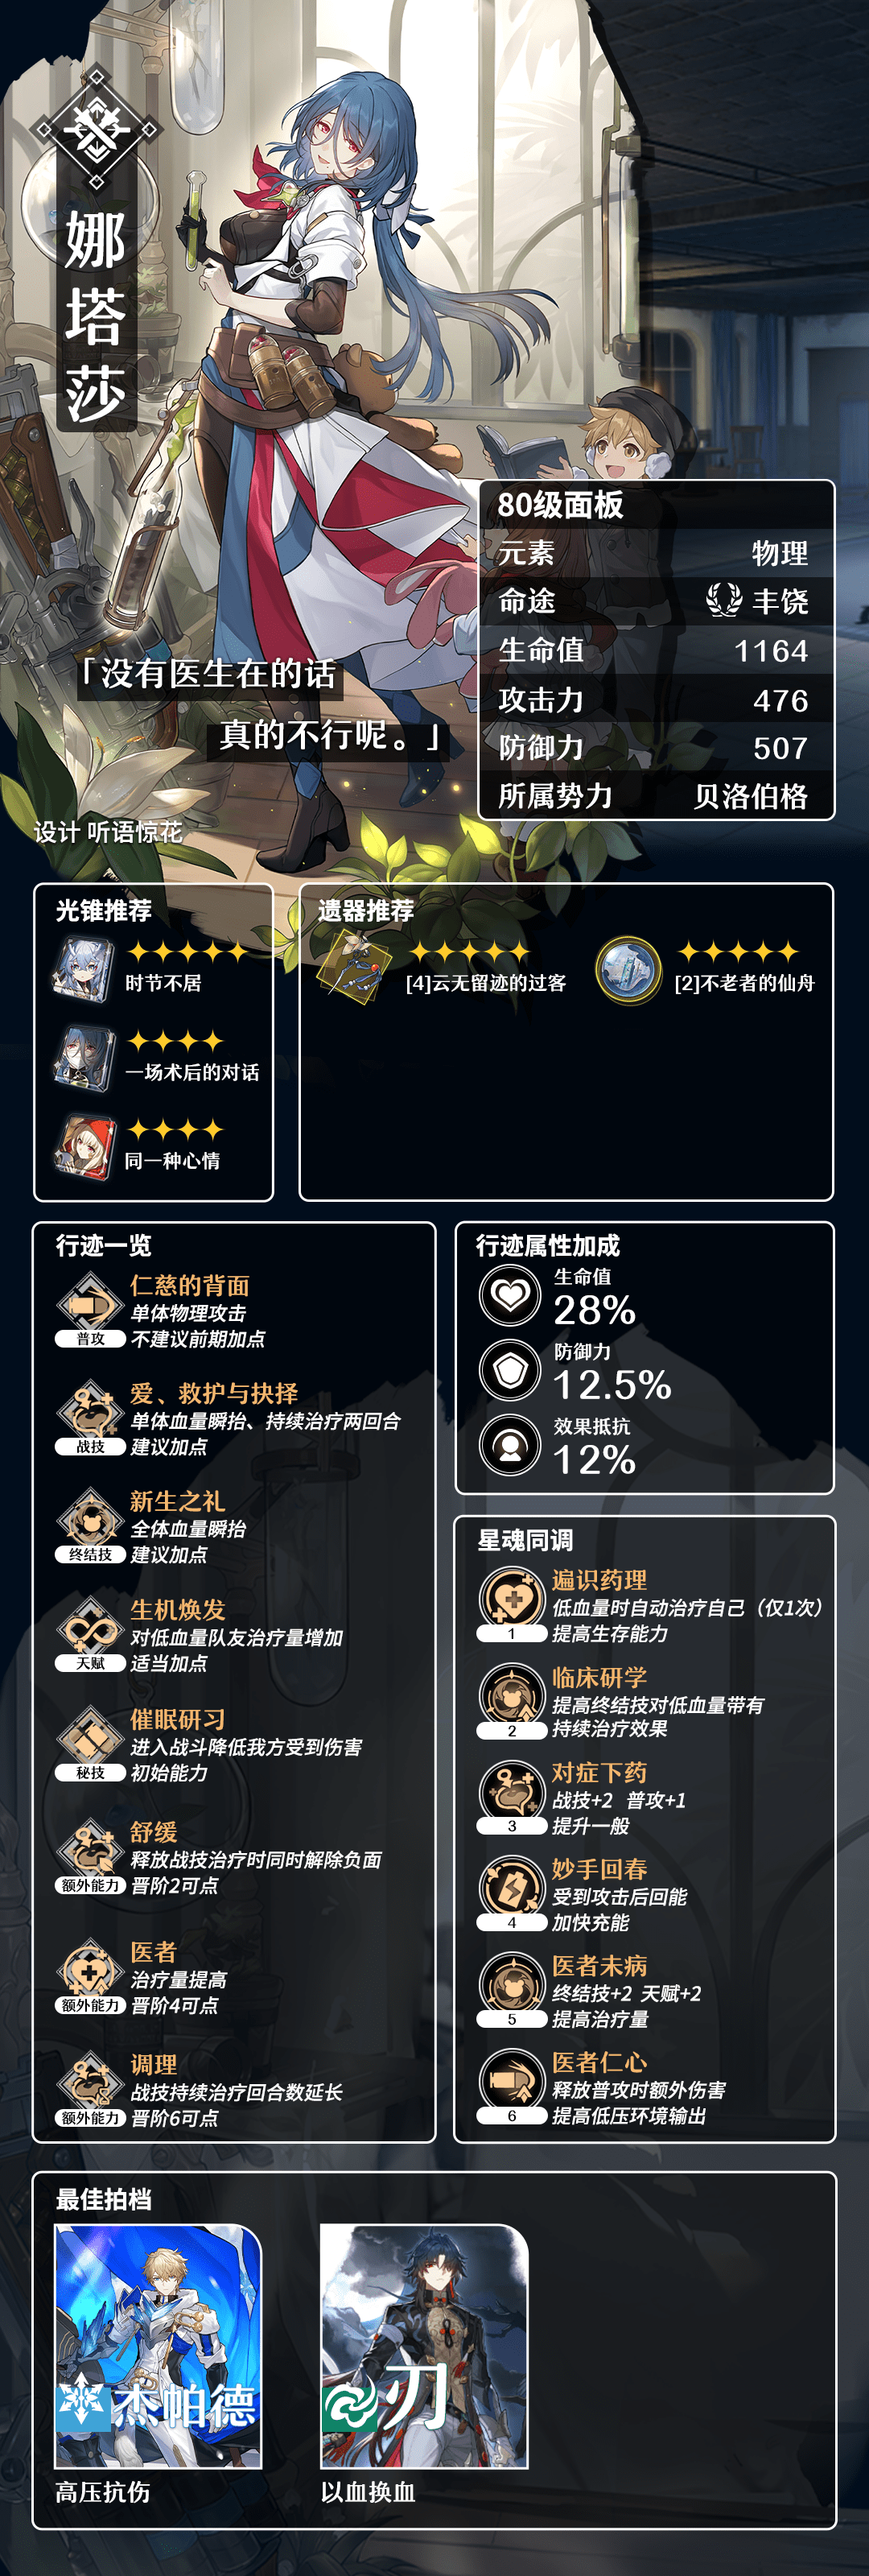 娜塔莎
80级面板
元素 物理
命途 丰饶
生命值 1164
攻击力 476
防御力 507
所属势力 贝洛伯格
「没有医生在的话
真的不行呢。」
设计 听语惊花
光锥推荐
时节不居
一场术后的对话
同一种心情
遗器推荐
[4]云无留迹的过客
[2]不老者的仙舟
行迹一览
仁慈的背面
单体物理攻击
普攻 不建议前期加点
爱、救护与抉择
单体血量瞬抬、持续治疗两回合
战技 建议加点
新生之礼
全体血量瞬抬
终结技 建议加点
生机焕发
对低血量队友治疗量增加
天赋 适当加点
催眠研习
进入战斗降低我方受到伤害
秘技 初始能力
舒缓
释放战技治疗时同时解除负面
额外能力 晋阶2可点
医者
治疗量提高
额外能力 晋阶4可点
调理
战技持续治疗回合数延长
额外能力 晋阶6可点
行迹属性加成
生命值
28%
防御力
12.5%
效果抵抗
12%
星魂同调
遍识药理
低血量时自动治疗自己（仅1次）
1 提高生存能力
临床研学
提高终结技对低血量带有
2 持续治疗效果
对症下药
战技+2 普攻+1
3 提升一般
妙手回春
受到攻击后回能
4 加快充能
医者未病
终结技+2 天赋+2
5 提高治疗量
医者仁心
释放普攻时额外伤害
6 提高低压环境输出
最佳拍档
杰帕德
高压抗伤
刃
以血换血